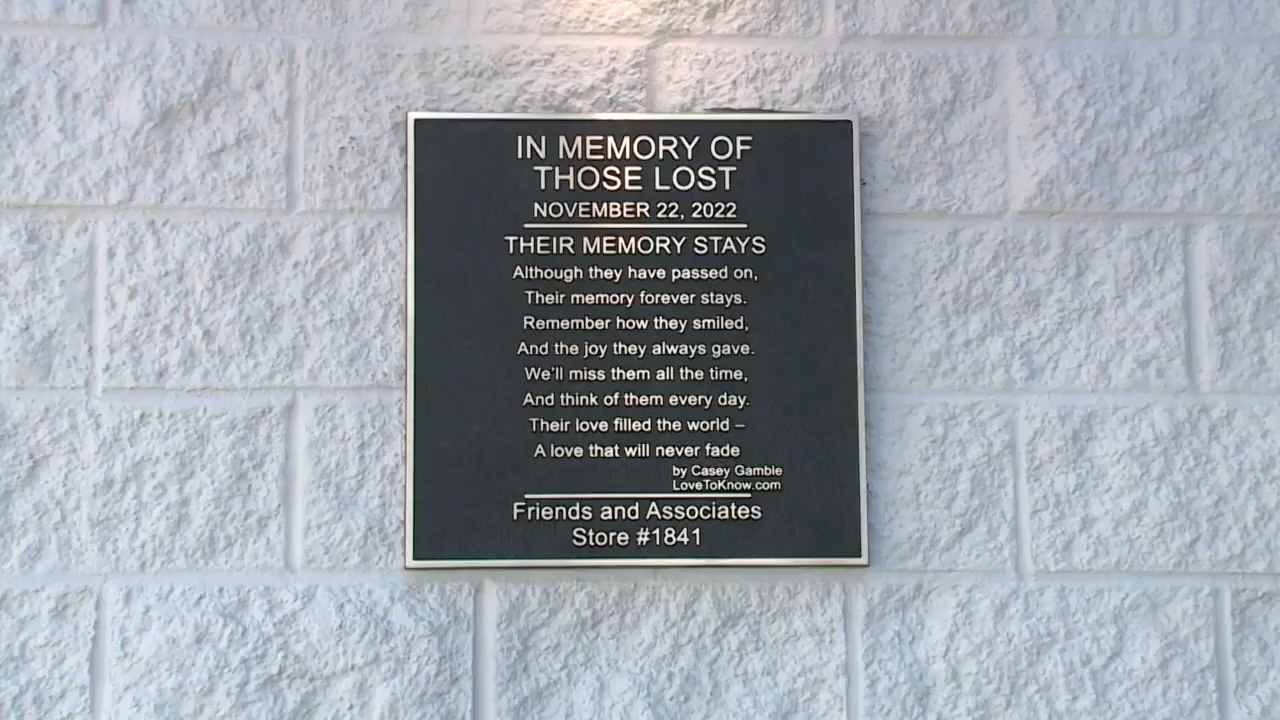 IN MEMORY OF
THOSE LOST
NOVEMBER 22, 2022
THEIR MEMORY STAYS
Although they have passed on,
Their memory forever stays.
Remember how they smiled,
And the joy they always gave.
We'll miss them all the time,
And think of them every day.
Their love filled the world –
A love that will never fade
by Casey Gamble
LoveToKnow.com
Friends and Associates
Store #1841